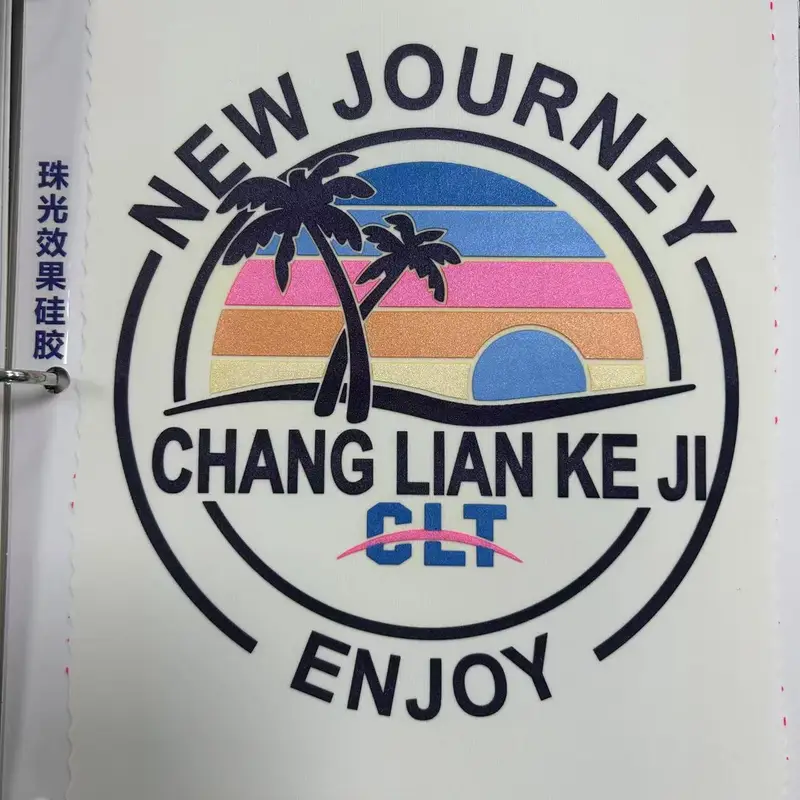 珠光效果硅胶
NEW JOURNEY
CHANG LIAN KE JI
CLT
ENJOY